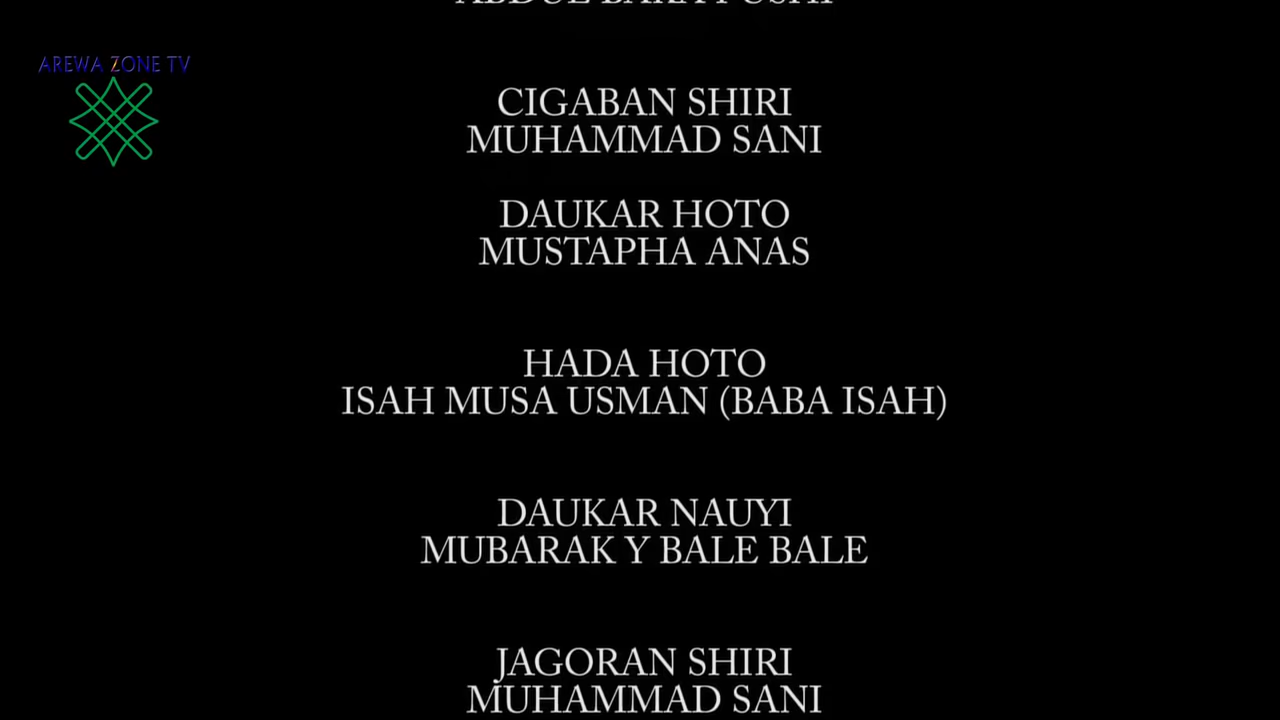 AREWA ZONE TV
CIGABAN SHIRI
MUHAMMAD SANI
DAUKAR HOTO
MUSTAPHA ANAS
HADA HOTO
ISAH MUSA USMAN (BABA ISAH)
DAUKAR NAUYI
MUBARAK Y BALE BALE
JAGORAN SHIRI
MUHAMMAD SANI